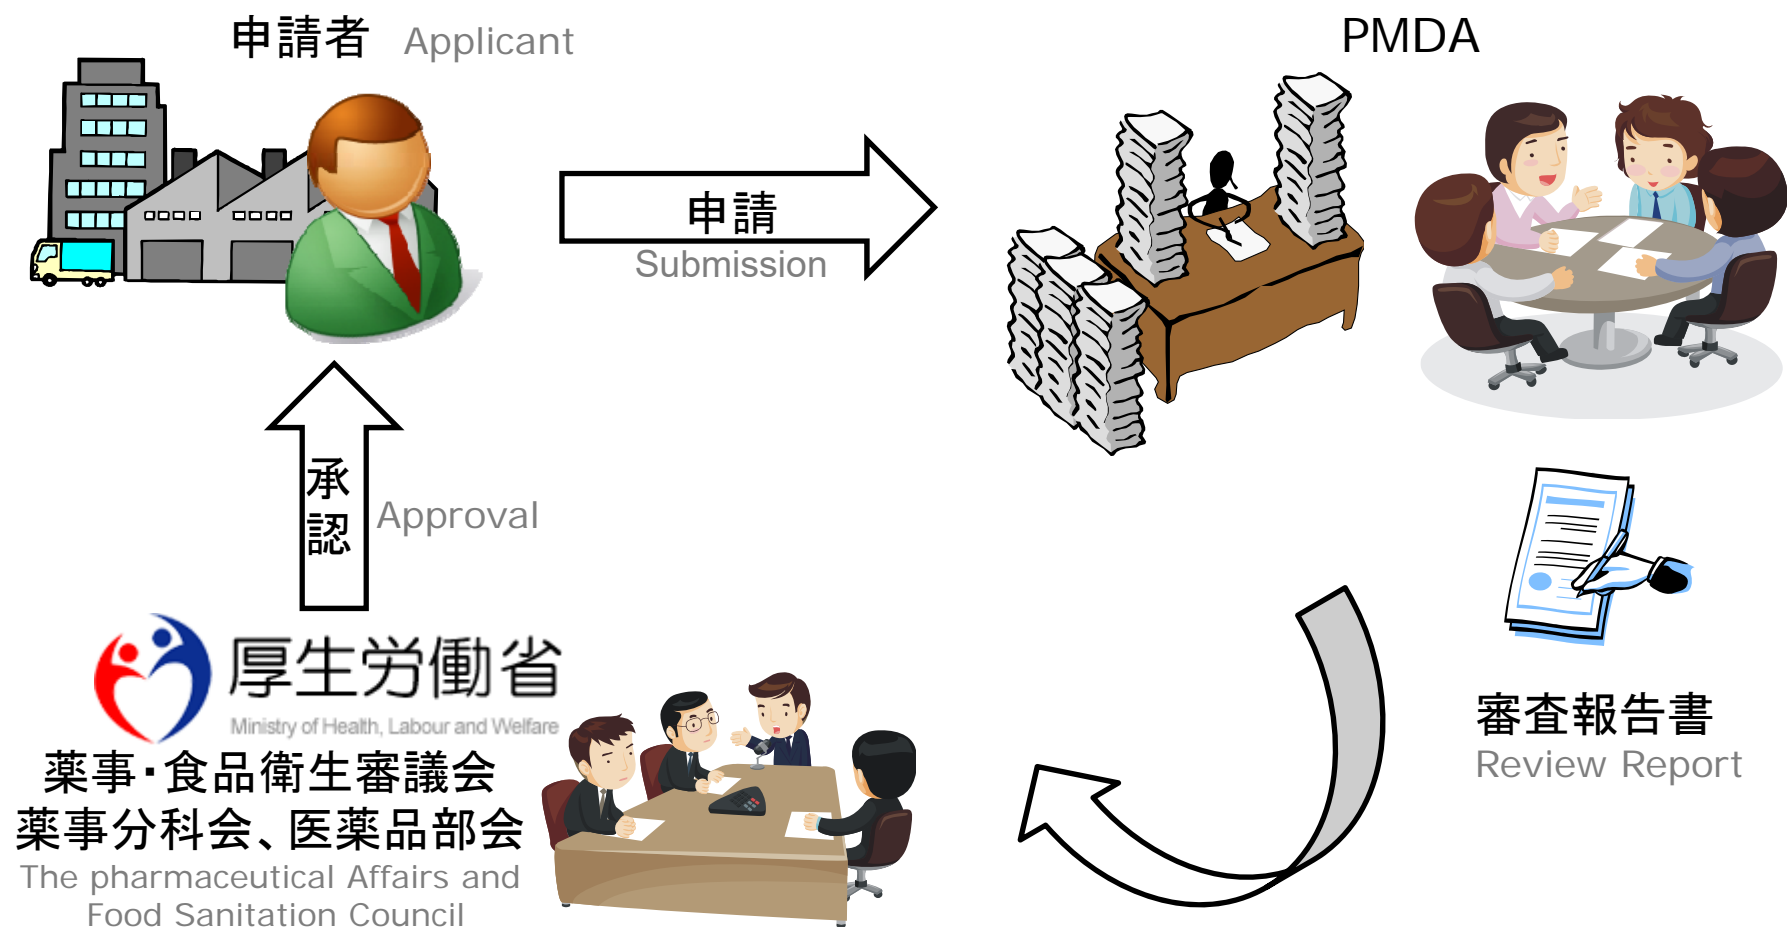 申請者 Applicant
PMDA
申請
Submission
承認
Approval
審査報告書
Review Report
厚生労働省
Ministry of Health, Labour and Welfare
薬事・食品衛生審議会
薬事分科会、医薬品部会
The pharmaceutical Affairs and
Food Sanitation Council